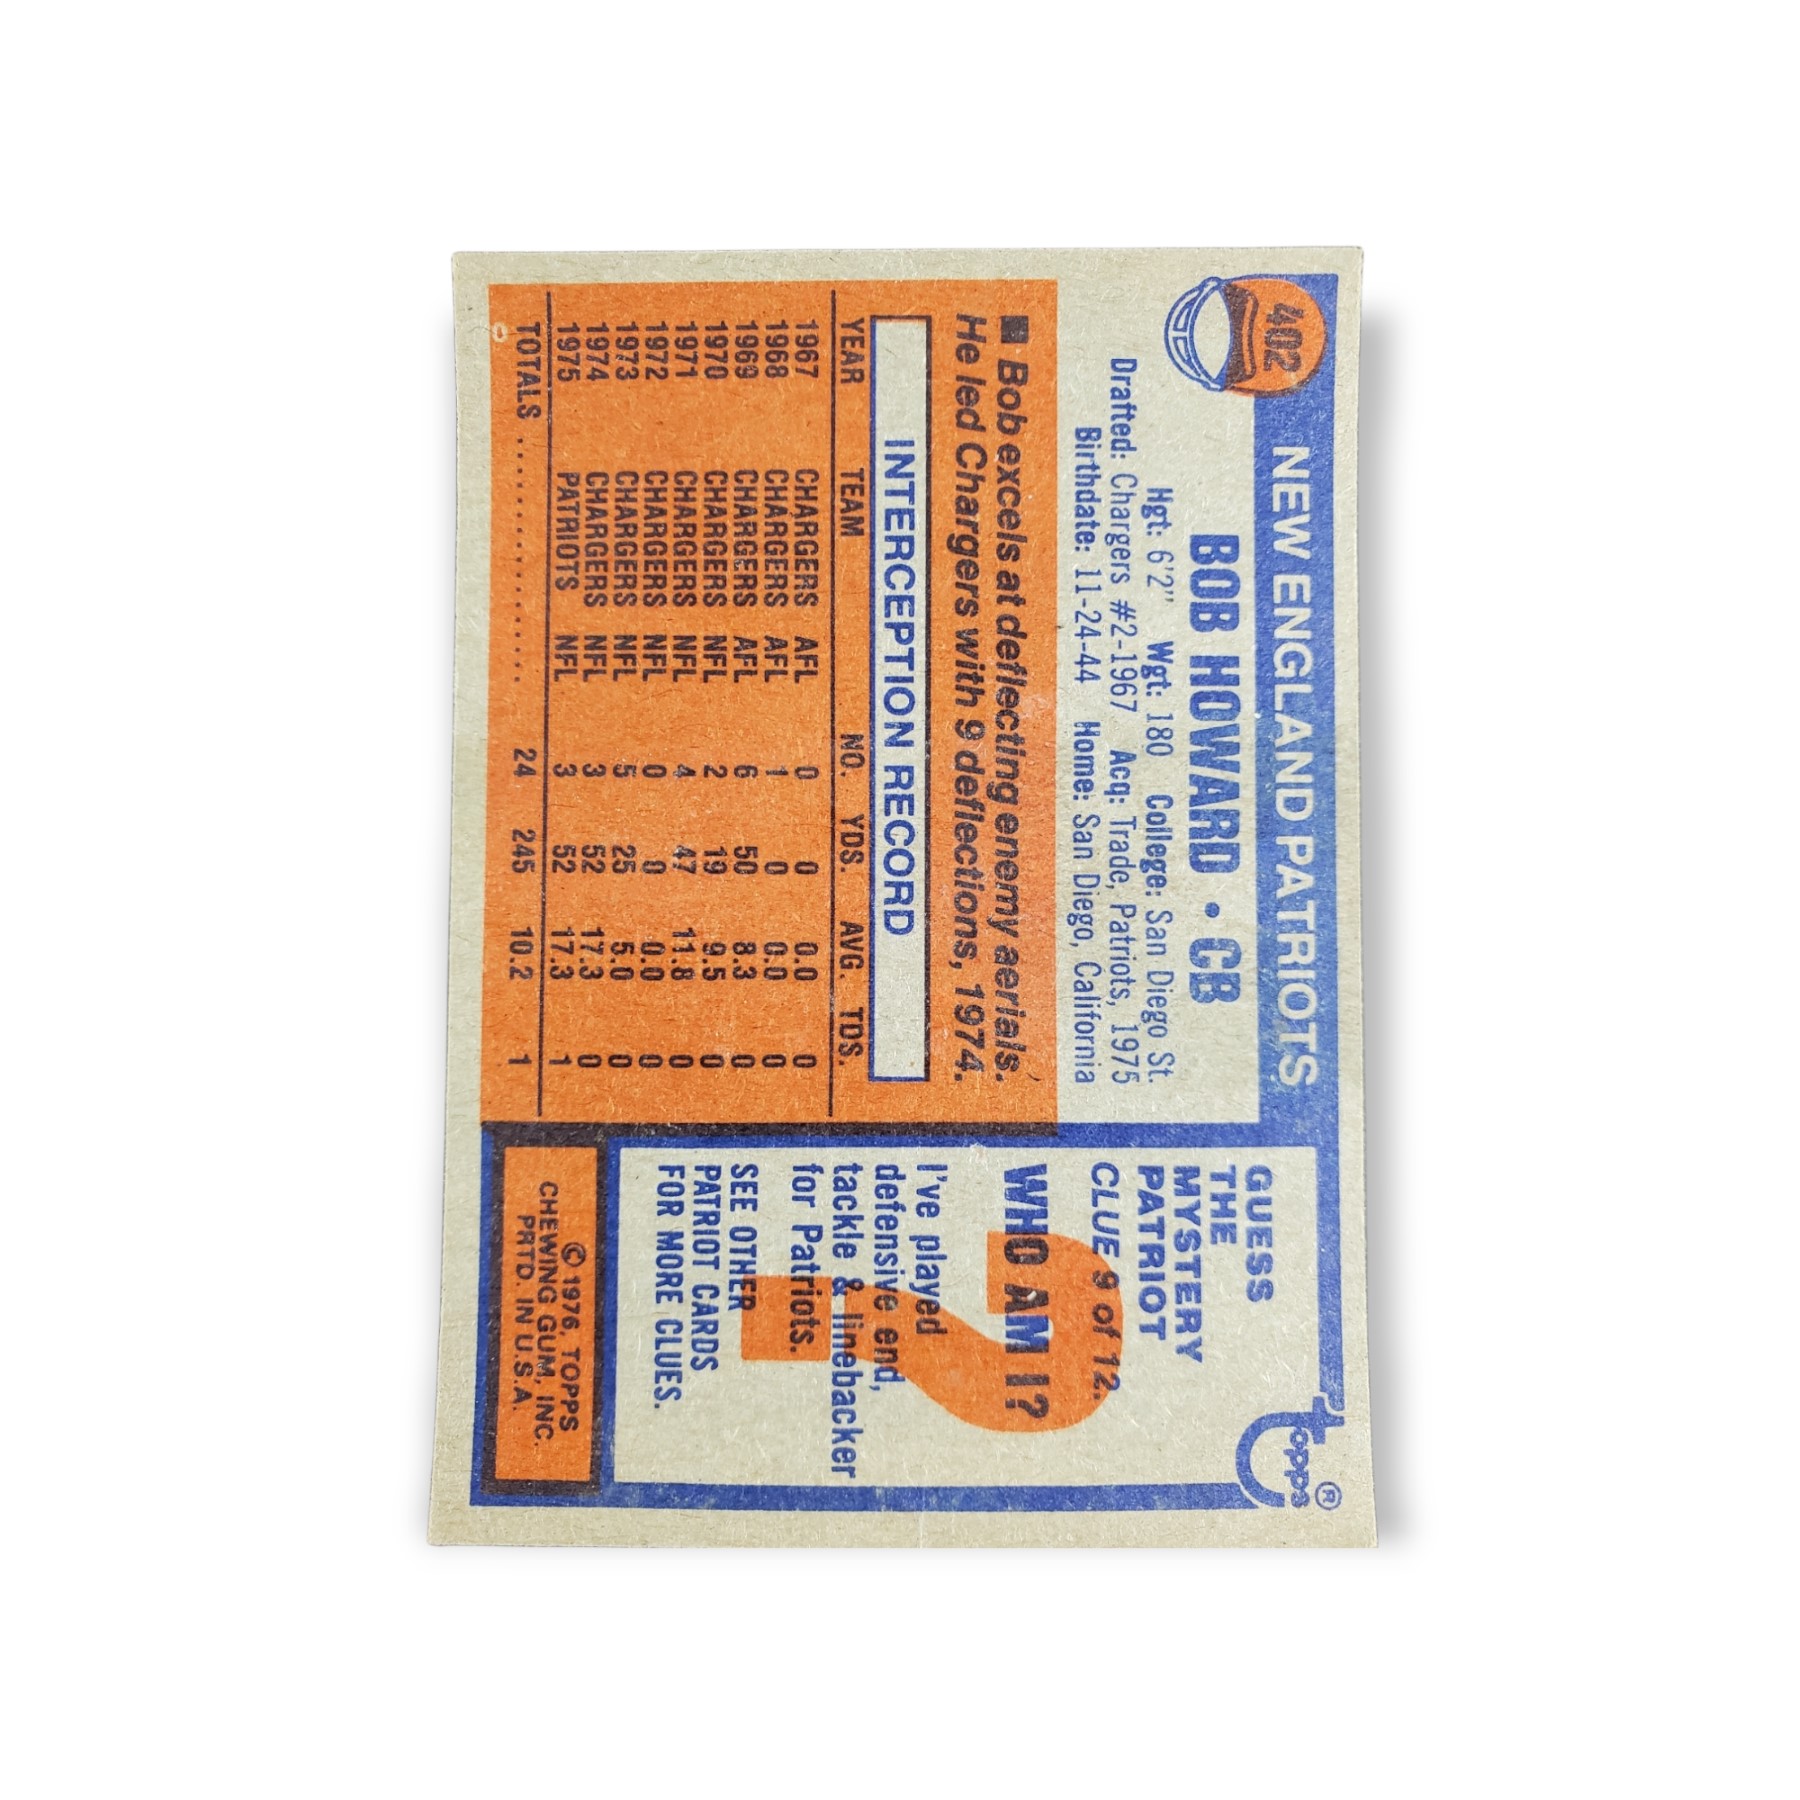 402
NEW ENGLAND PATRIOTS
BOB HOWARD • CB
Hgt: 6'2" Wgt: 180 College: San Diego St.
Drafted: Chargers #2-1967 Acq: Trade, Patriots, 1975
Birthdate: 11-24-44 Home: San Diego, California
■ Bob excels at deflecting enemy aerials.
He led Chargers with 9 deflections, 1974.
INTERCEPTION RECORD
YEAR TEAM NO. YDS. AVG. TDS.
1967 CHARGERS AFL 0 0 0.0 0
1968 CHARGERS AFL 1 0 0.0 0
1969 CHARGERS AFL 6 50 8.3 0
1970 CHARGERS NFL 2 19 9.5 0
1971 CHARGERS NFL 4 47 11.8 0
1972 CHARGERS NFL 0 0 0.0 0
1973 CHARGERS NFL 5 25 5.0 0
1974 CHARGERS NFL 3 52 17.3 0
1975 PATRIOTS NFL 3 52 17.3 1
TOTALS .................... 24 245 10.2 1
topps®
GUESS
THE
MYSTERY
PATRIOT
CLUE 9 of 12.
WHO AM I?
?
I've played
defensive end,
tackle & linebacker
for Patriots.
SEE OTHER
PATRIOT CARDS
FOR MORE CLUES.
© 1976, TOPPS
CHEWING GUM, INC.
PRTD. IN U.S.A.